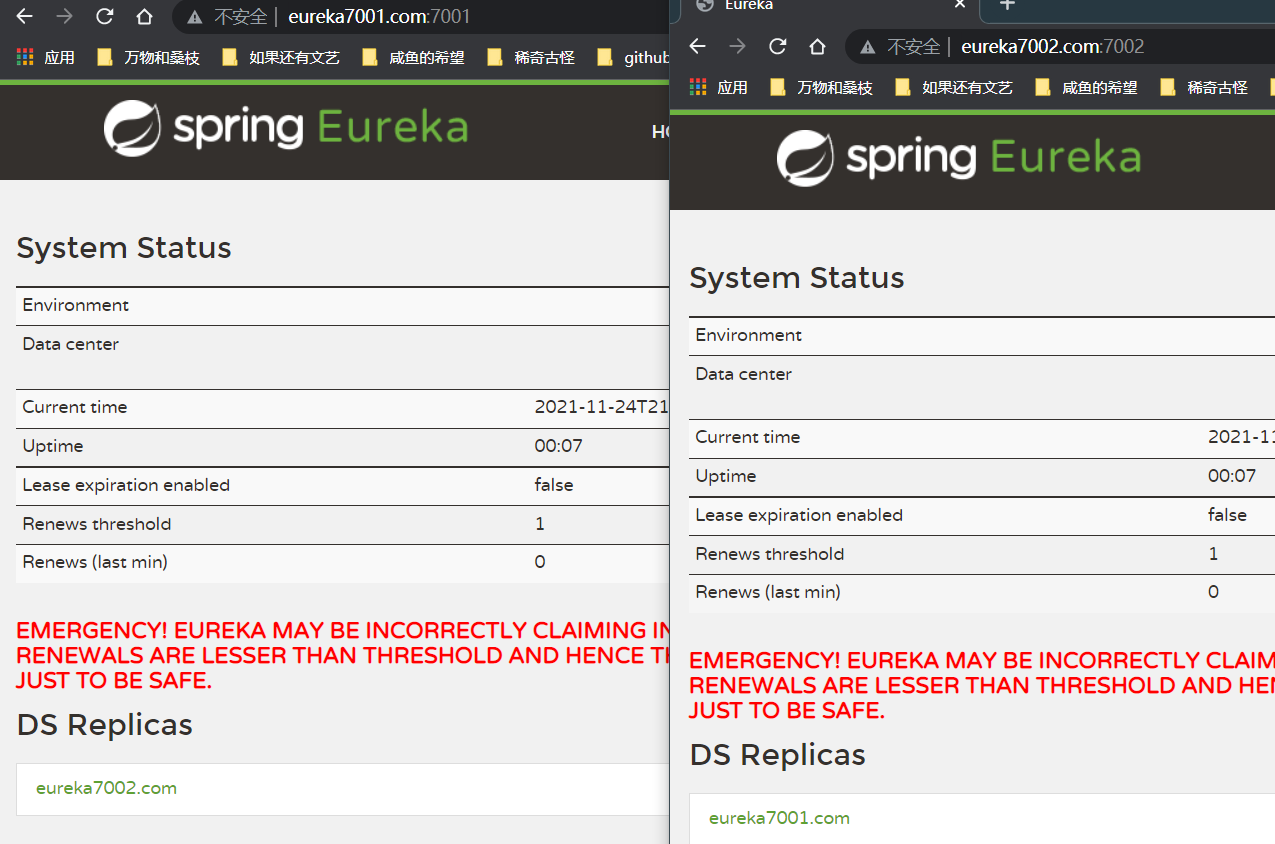 不安全 eureka7001.com:7001
应用 万物和桑枝 如果还有文艺 咸鱼的希望 稀奇古怪 github
spring Eureka
System Status
Environment
Data center
Current time 2021-11-24T21
Uptime 00:07
Lease expiration enabled false
Renews threshold 1
Renews (last min) 0
EMERGENCY! EUREKA MAY BE INCORRECTLY CLAIMING IN
RENEWALS ARE LESSER THAN THRESHOLD AND HENCE TH
JUST TO BE SAFE.
DS Replicas
eureka7002.com
Eureka
不安全 eureka7002.com:7002
应用 万物和桑枝 如果还有文艺 咸鱼的希望 稀奇古怪
spring Eureka
System Status
Environment
Data center
Current time 2021-11
Uptime 00:07
Lease expiration enabled false
Renews threshold 1
Renews (last min) 0
EMERGENCY! EUREKA MAY BE INCORRECTLY CLAIM
RENEWALS ARE LESSER THAN THRESHOLD AND HEN
JUST TO BE SAFE.
DS Replicas
eureka7001.com